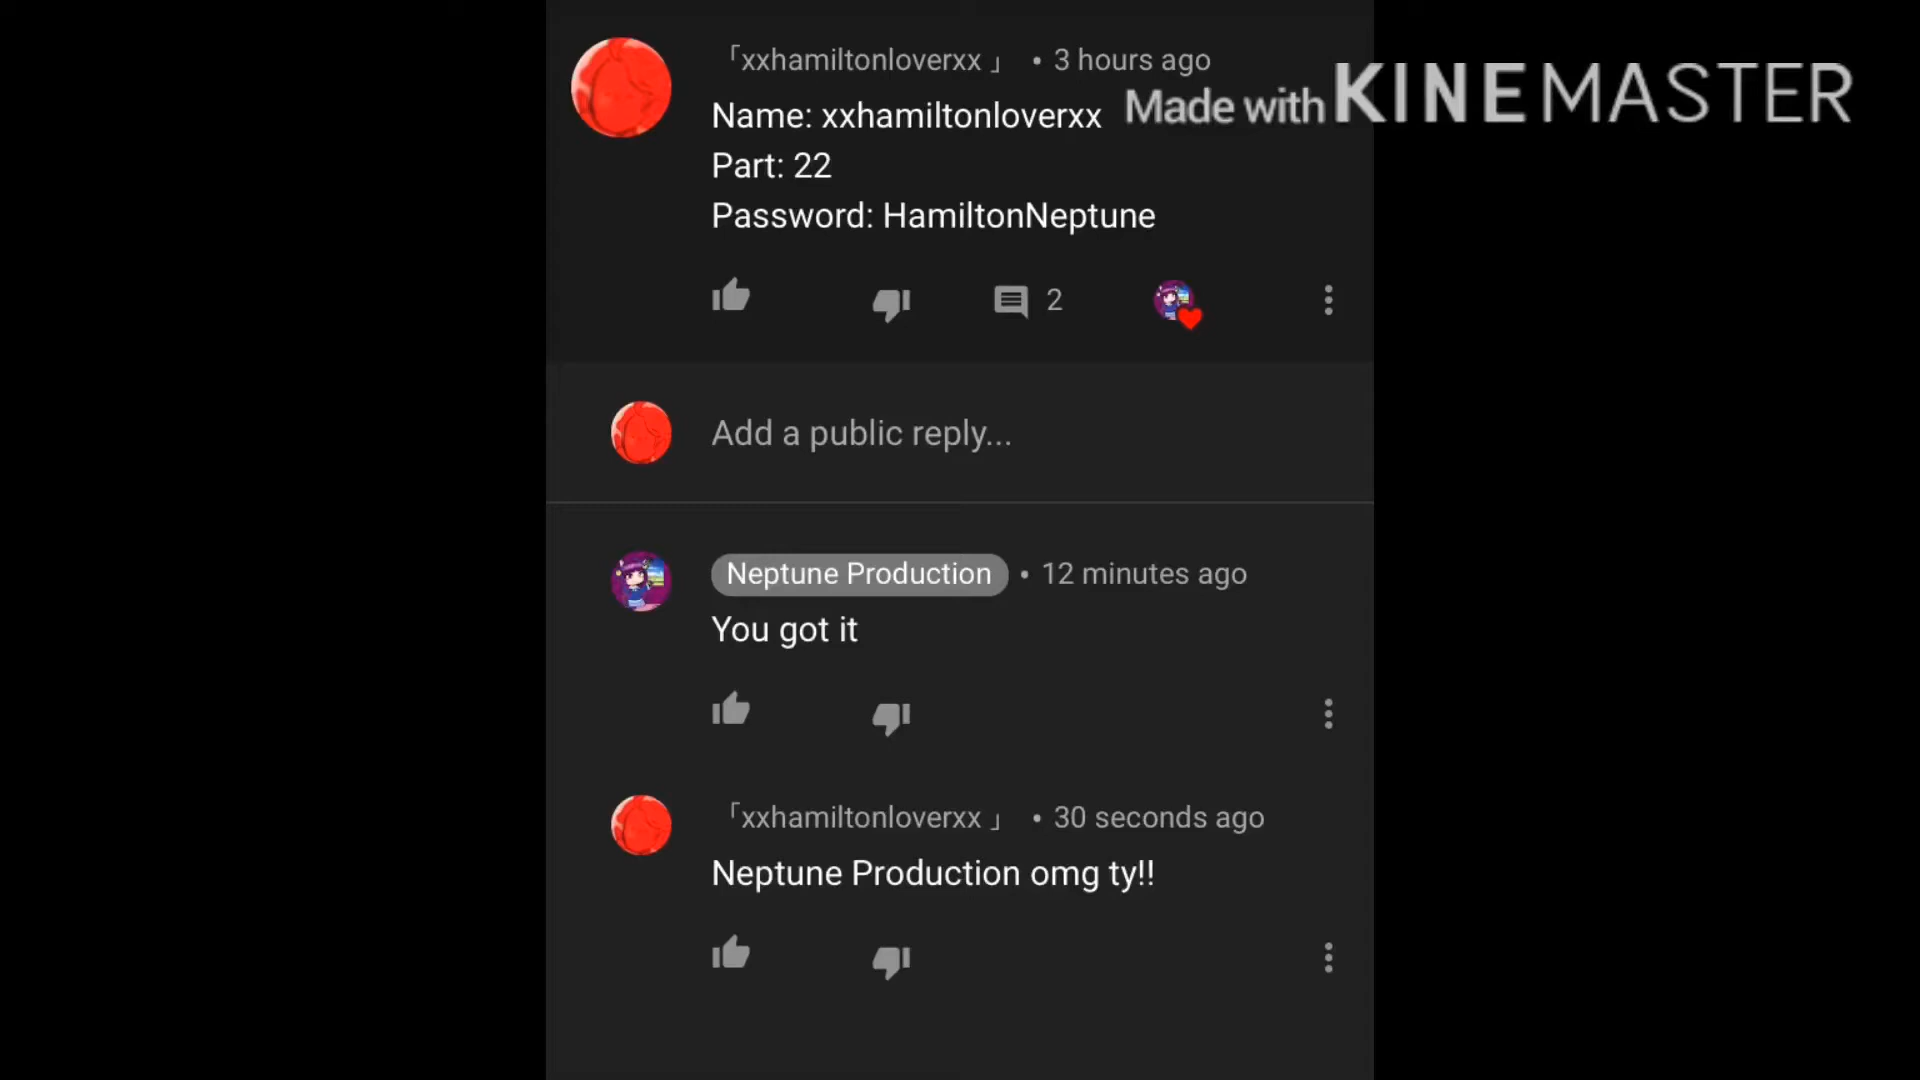 「xxhamiltonloverxx 」 • 3 hours ago
Made with KINEMASTER
Name: xxhamiltonloverxx
Part: 22
Password: HamiltonNeptune
2
Add a public reply...
Neptune Production • 12 minutes ago
You got it
「xxhamiltonloverxx 」 • 30 seconds ago
Neptune Production omg ty!!